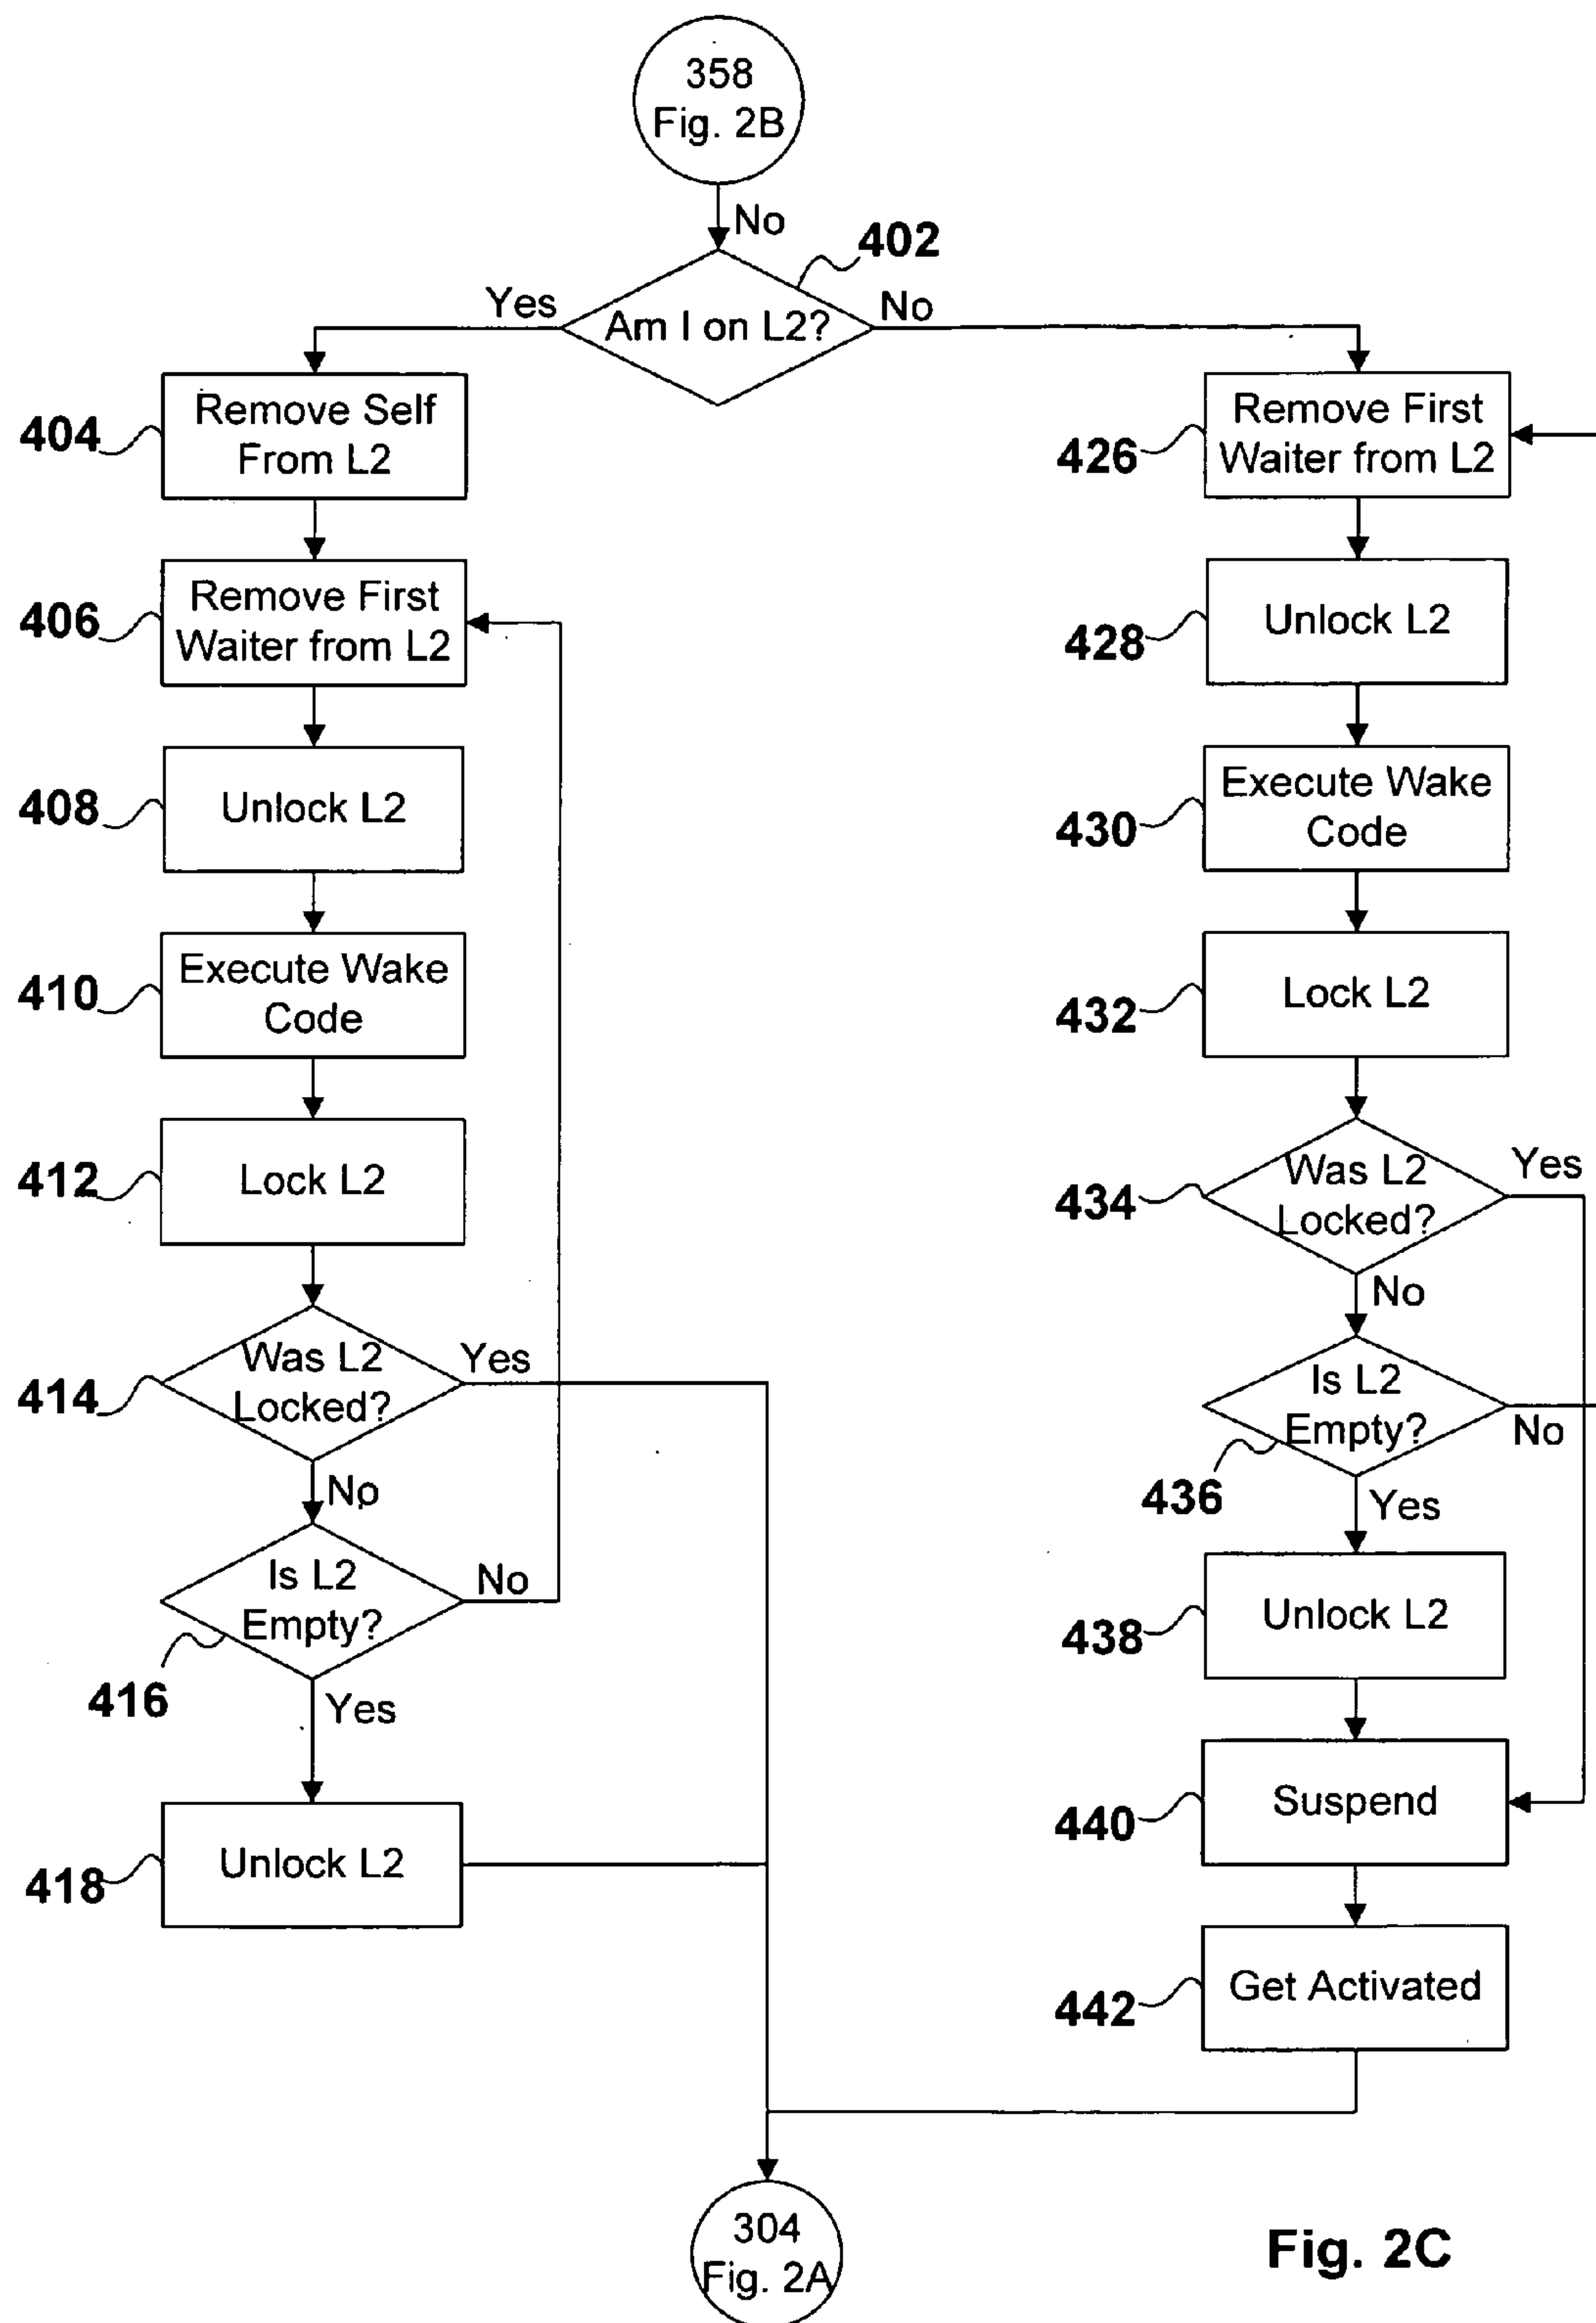 358
Fig. 2B
No
402
Yes
Am I on L2?
No
404
Remove Self
From L2
406
Remove First
Waiter from L2
408
Unlock L2
410
Execute Wake
Code
412
Lock L2
414
Was L2
Locked?
Yes
No
Is L2
Empty?
No
416
Yes
418
Unlock L2
426
Remove First
Waiter from L2
428
Unlock L2
430
Execute Wake
Code
432
Lock L2
434
Was L2
Locked?
Yes
No
Is L2
Empty?
No
436
Yes
438
Unlock L2
440
Suspend
442
Get Activated
304
Fig. 2A
Fig. 2C